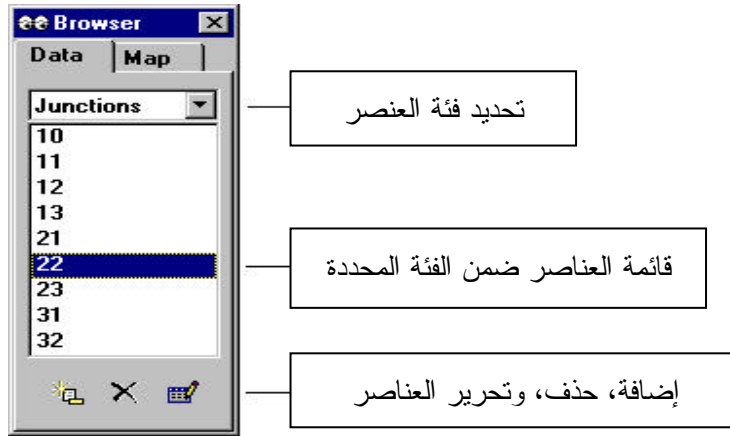 Browser
Data Map
Junctions
تحديد فئة العنصر
10
11
12
13
21
22
23
31
32
قائمة العناصر ضمن الفئة المحددة
إضافة، حذف، وتحرير العناصر